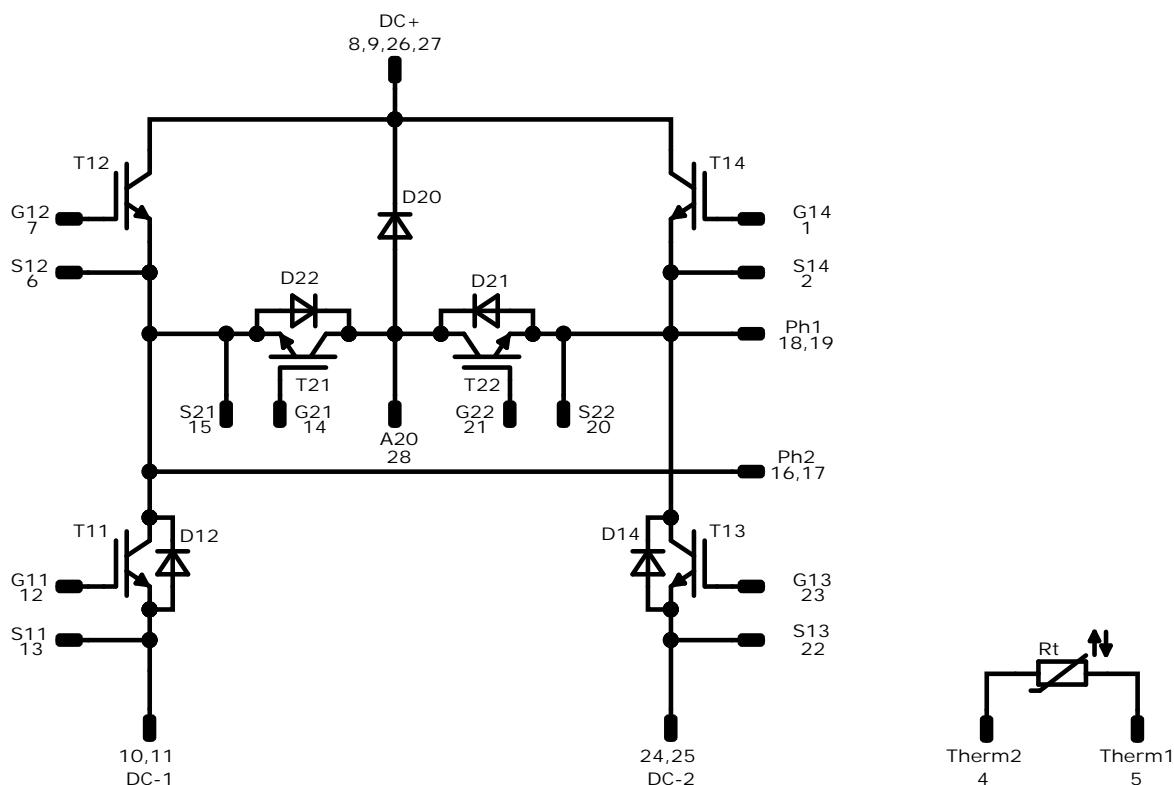 DC+
8,9,26,27
T12
T14
D20
G12
7
G14
1
S12
6
S14
2
D22
D21
Ph1
18,19
T21
T22
S21
15
G21
14
A20
28
G22
21
S22
20
Ph2
16,17
T11
D12
D14
T13
G11
12
G13
23
S11
13
S13
22
Rt
10,11
DC-1
24,25
DC-2
Therm2
4
Therm1
5